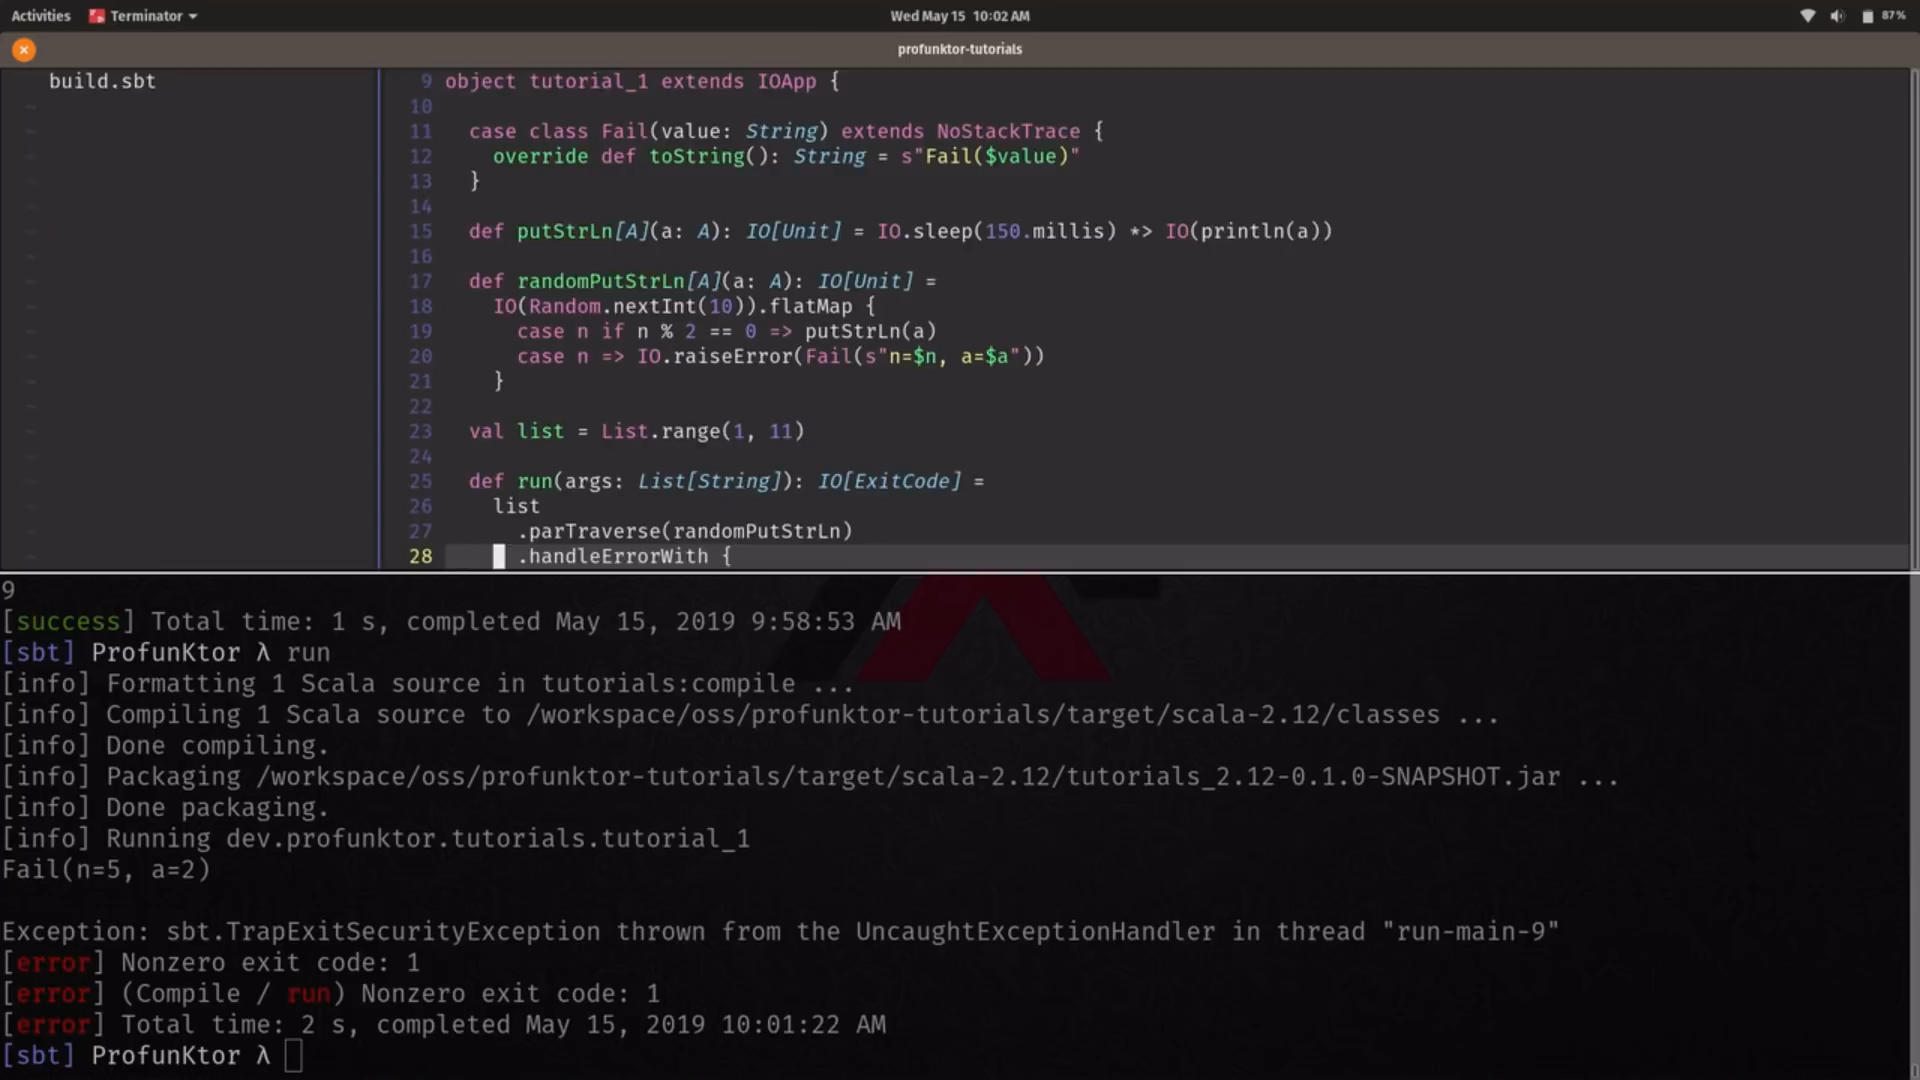 Activities Terminator Wed May 15 10:02 AM 87%
profunktor-tutorials
build.sbt
9 object tutorial_1 extends IOApp {
10
11 case class Fail(value: String) extends NoStackTrace {
12 override def toString(): String = s"Fail($value)"
13 }
14
15 def putStrLn[A](a: A): IO[Unit] = IO.sleep(150.millis) *> IO(println(a))
16
17 def randomPutStrLn[A](a: A): IO[Unit] =
18 IO(Random.nextInt(10)).flatMap {
19 case n if n % 2 == 0 => putStrLn(a)
20 case n => IO.raiseError(Fail(s"n=$n, a=$a"))
21 }
22
23 val list = List.range(1, 11)
24
25 def run(args: List[String]): IO[ExitCode] =
26 list
27 .parTraverse(randomPutStrLn)
28 .handleErrorWith {
9
[success] Total time: 1 s, completed May 15, 2019 9:58:53 AM
[sbt] ProfunKtor λ run
[info] Formatting 1 Scala source in tutorials:compile ...
[info] Compiling 1 Scala source to /workspace/oss/profunktor-tutorials/target/scala-2.12/classes ...
[info] Done compiling.
[info] Packaging /workspace/oss/profunktor-tutorials/target/scala-2.12/tutorials_2.12-0.1.0-SNAPSHOT.jar ...
[info] Done packaging.
[info] Running dev.profunktor.tutorials.tutorial_1
Fail(n=5, a=2)
Exception: sbt.TrapExitSecurityException thrown from the UncaughtExceptionHandler in thread "run-main-9"
[error] Nonzero exit code: 1
[error] (Compile / run) Nonzero exit code: 1
[error] Total time: 2 s, completed May 15, 2019 10:01:22 AM
[sbt] ProfunKtor λ